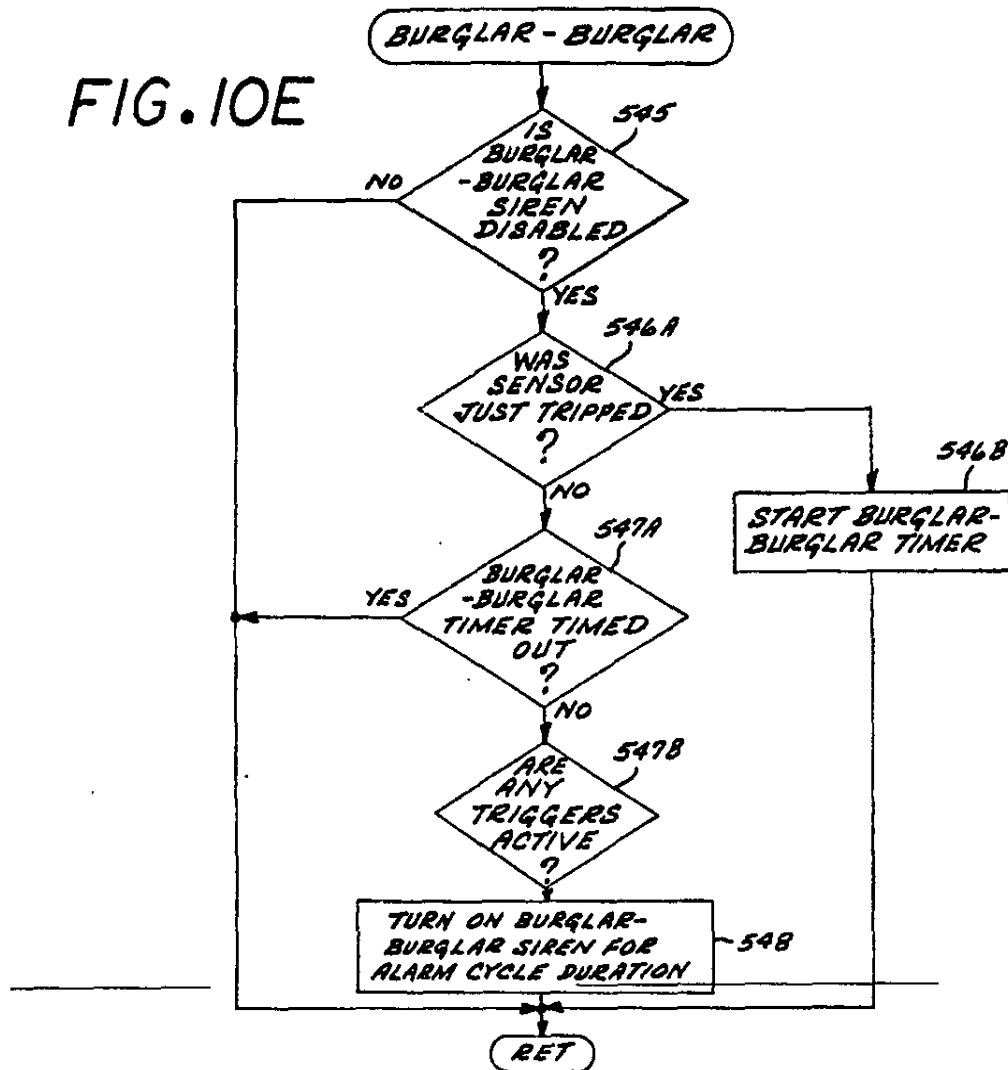 BURGLAR - BURGLAR
FIG. 10E
545
IS
BURGLAR
-BURGLAR
SIREN
DISABLED
?
NO
YES
546A
WAS
SENSOR
JUST TRIPPED
?
YES
NO
546B
START BURGLAR-
BURGLAR TIMER
547A
BURGLAR
-BURGLAR
TIMER TIMED
OUT
?
YES
NO
547B
ARE
ANY
TRIGGERS
ACTIVE
?
TURN ON BURGLAR-
BURGLAR SIREN FOR
ALARM CYCLE DURATION
548
RET